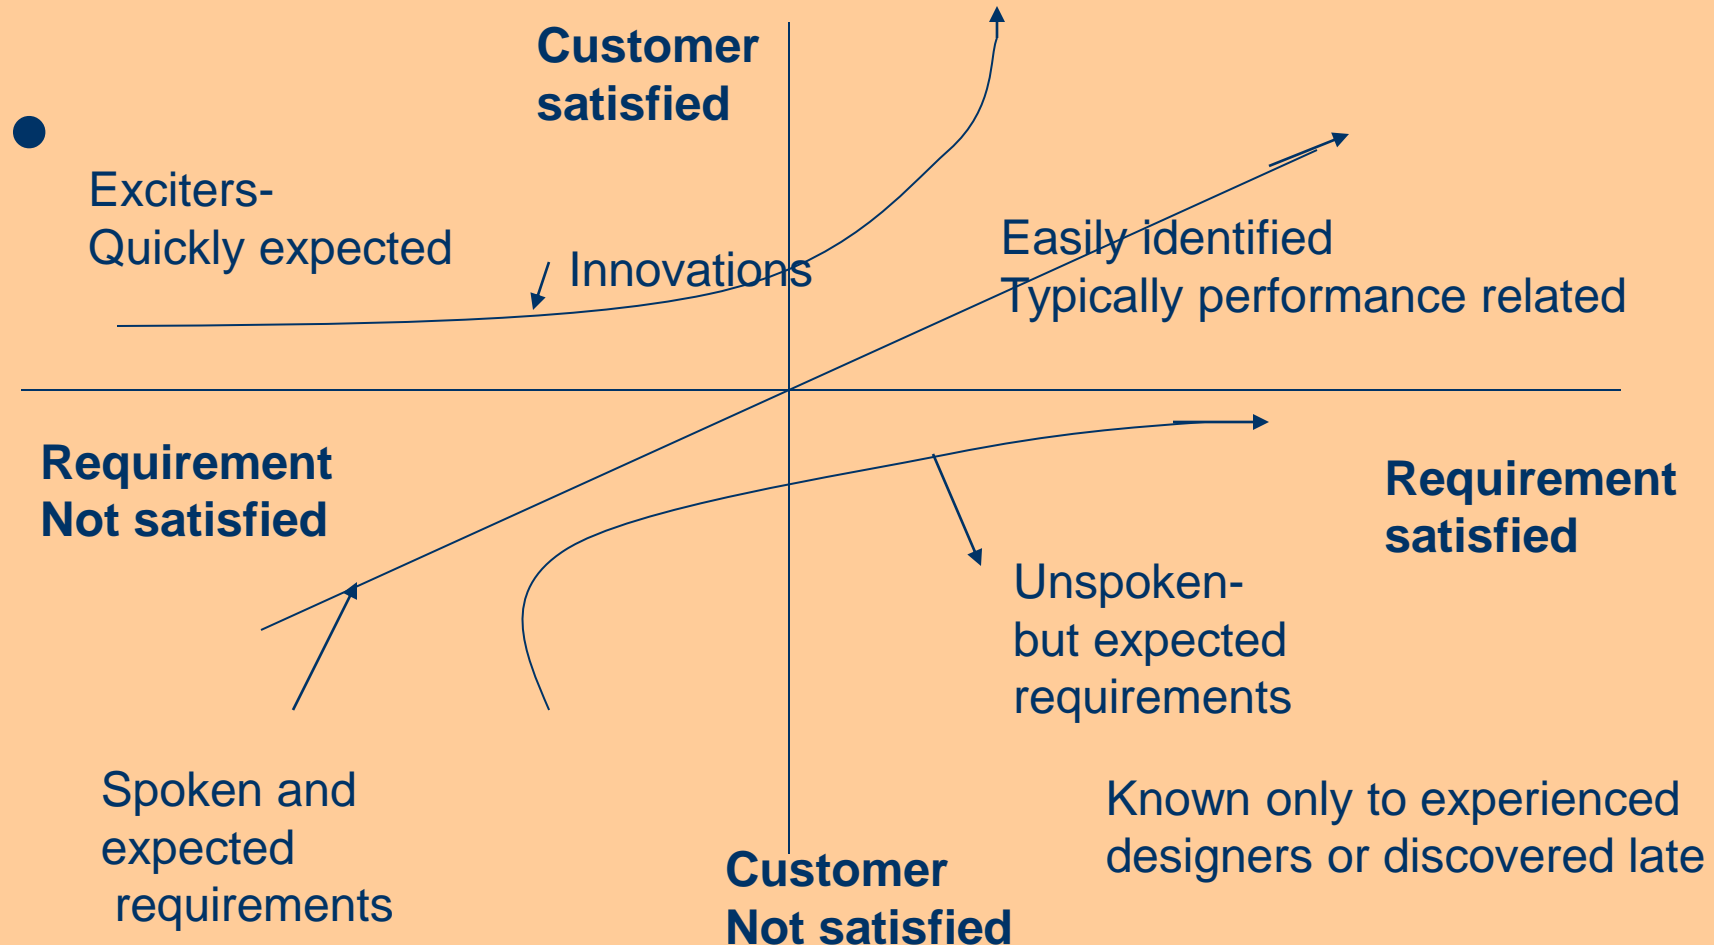 Customer
satisfied
Exciters-
Quickly expected
Innovations
Easily identified
Typically performance related
Requirement
Not satisfied
Requirement
satisfied
Unspoken-
but expected
requirements
Spoken and
expected
requirements
Known only to experienced
designers or discovered late
Customer
Not satisfied